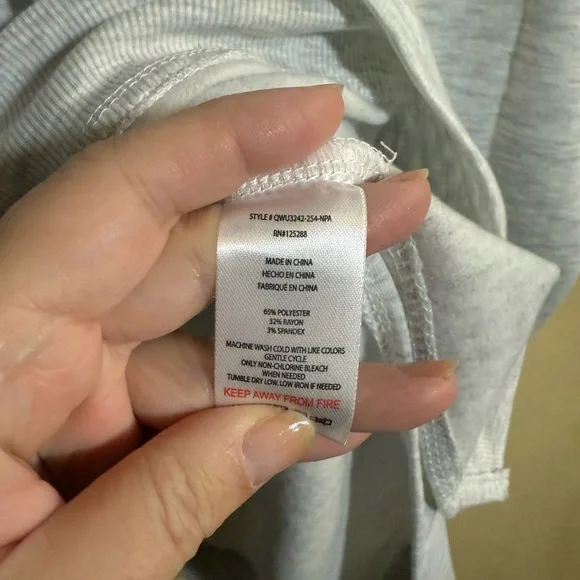 STYLE # QWU3242-254-NPA
RN#125288
MADE IN CHINA
HECHO EN CHINA
FABRIQUÉ EN CHINA
65% POLYESTER
32% RAYON
3% SPANDEX
MACHINE WASH COLD WITH LIKE COLORS
GENTLE CYCLE
ONLY NON-CHLORINE BLEACH
WHEN NEEDED
TUMBLE DRY LOW, LOW IRON IF NEEDED
KEEP AWAY FROM FIRE